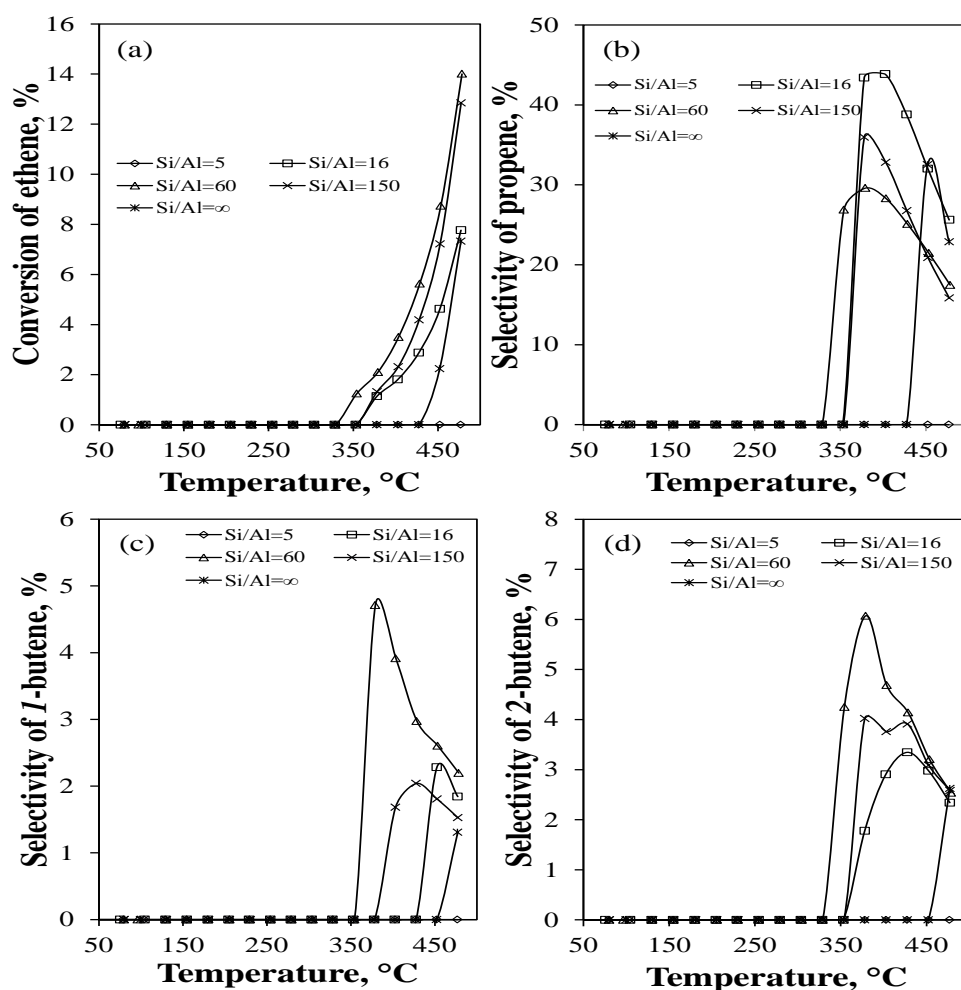 (a)
Conversion of ethene, %
16
14
12
10
8
6
4
2
0
Si/Al=5 Si/Al=16
Si/Al=60 Si/Al=150
Si/Al=∞
50 150 250 350 450
Temperature, °C
(b)
Selectivity of propene, %
50
40
30
20
10
0
Si/Al=5 Si/Al=16
Si/Al=60 Si/Al=150
Si/Al=∞
50 150 250 350 450
Temperature, °C
(c)
Selectivity of 1-butene, %
6
5
4
3
2
1
0
Si/Al=5 Si/Al=16
Si/Al=60 Si/Al=150
Si/Al=∞
50 150 250 350 450
Temperature, °C
(d)
Selectivity of 2-butene, %
8
7
6
5
4
3
2
1
0
Si/Al=5 Si/Al=16
Si/Al=60 Si/Al=150
Si/Al=∞
50 150 250 350 450
Temperature, °C